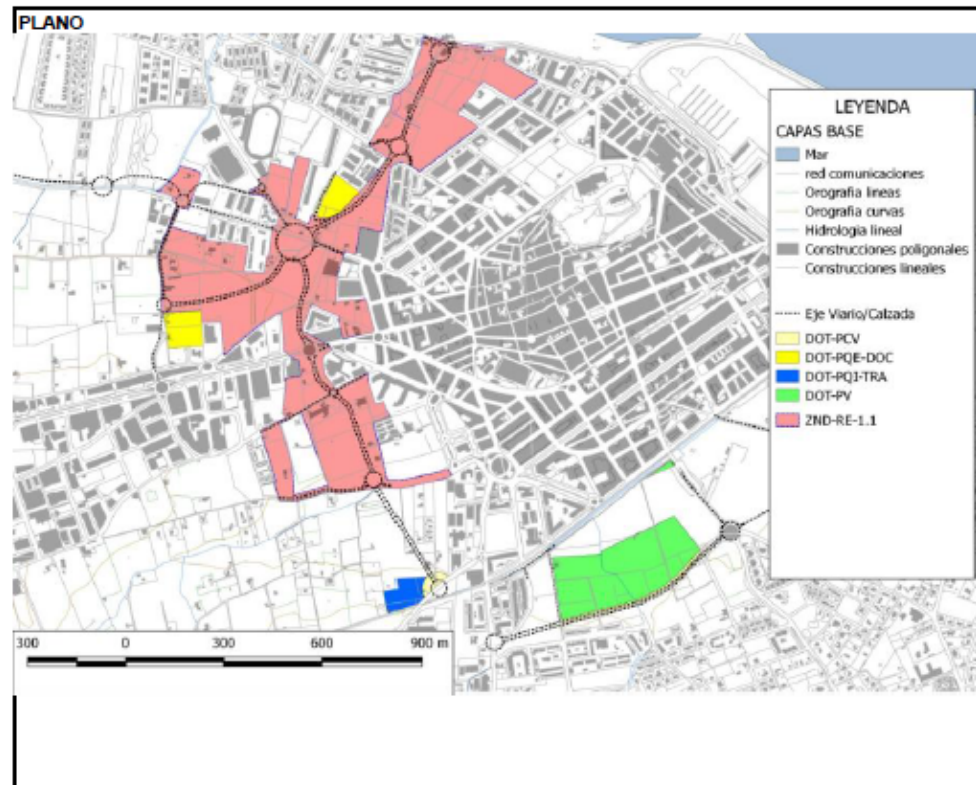 PLANO
LEYENDA
CAPAS BASE
Mar
red comunicaciones
Orografia lineas
Orografia curvas
Hidrologia lineal
Construcciones poligonales
Construcciones lineales
Eje Viario/Calzada
DOT-PCV
DOT-PQE-DOC
DOT-PQI-TRA
DOT-PV
ZND-RE-1.1
300 0 300 600 900 m